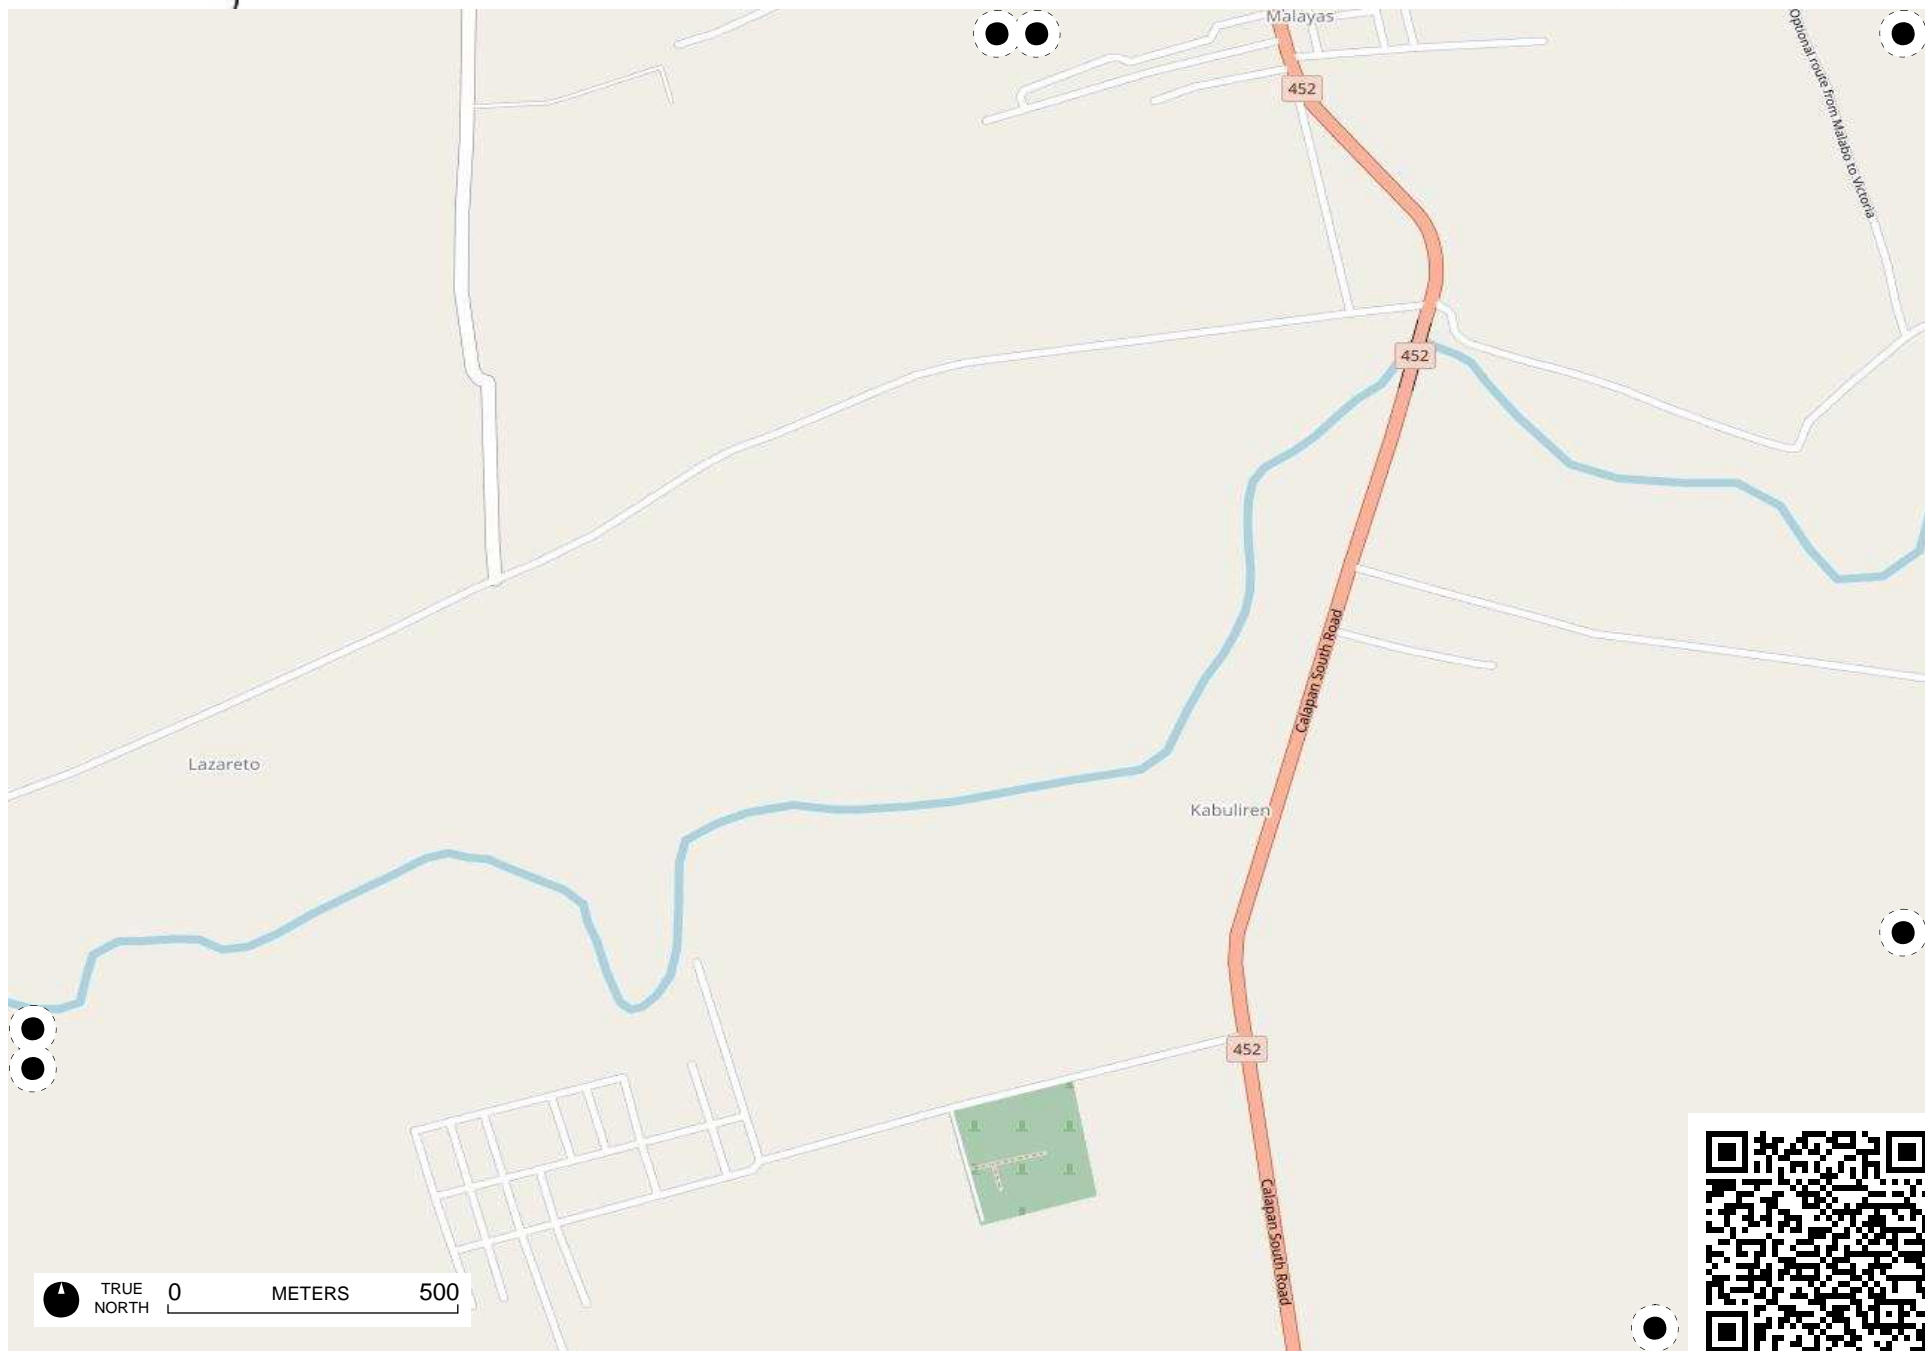 Malayas
Optional route from Malabo to Victoria
452
452
Calapan South Road
Lazareto
Kabuliren
452
Calapan South Road
TRUE
NORTH
0 METERS 500